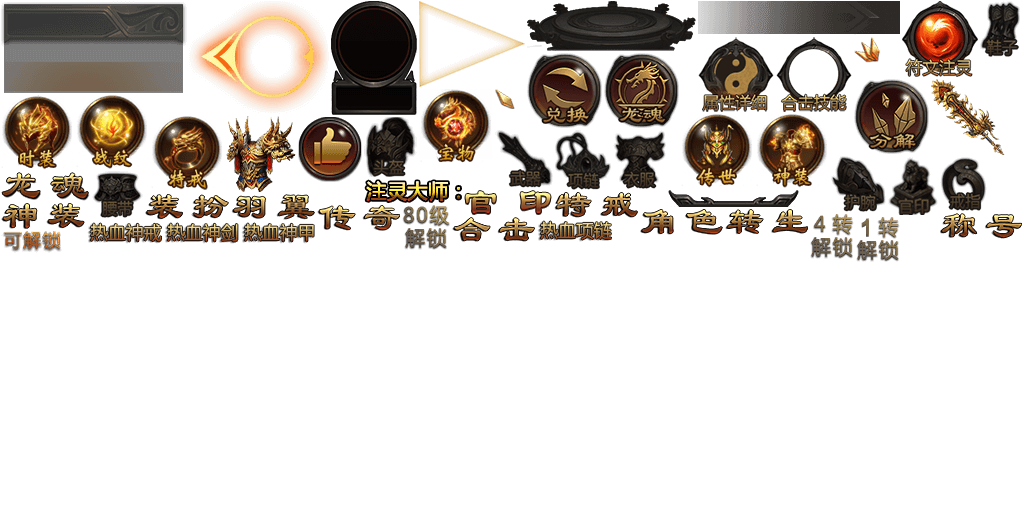 符文注灵
鞋子
属性详细
合击技能
兑换
龙魂
时装
战纹
特戒
头盔
宝物
武器
项链
衣服
传世
神装
分解
护腕
官印
戒指
龙魂
神装
可解锁
腰带
装扮羽翼
热血神戒
热血神剑
热血神甲
传奇
注灵大师：
80级
解锁
官印特戒
合击
热血项链
角色转生
4转
解锁
1转
解锁
称号